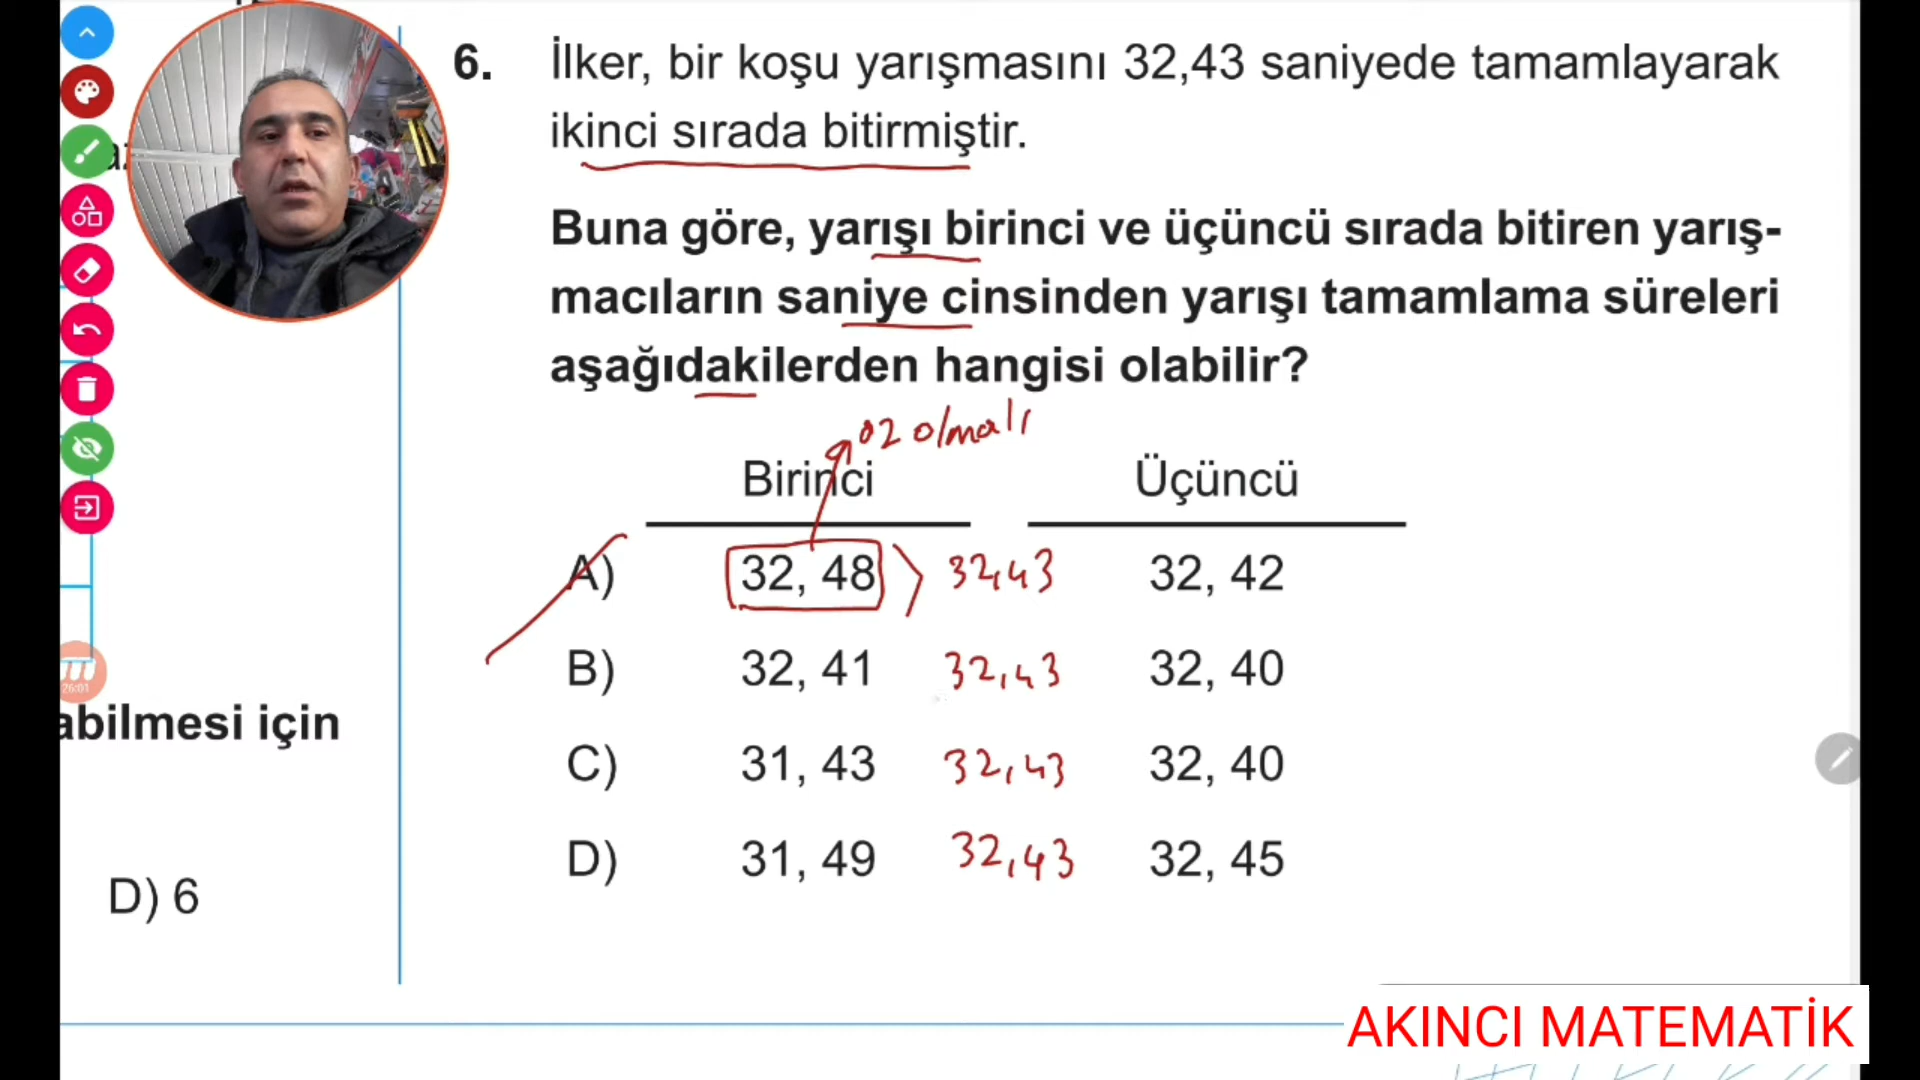 6. İlker, bir koşu yarışmasını 32,43 saniyede tamamlayarak
ikinci sırada bitirmiştir.
Buna göre, yarışı birinci ve üçüncü sırada bitiren yarış-
macıların saniye cinsinden yarışı tamamlama süreleri
aşağıdakilerden hangisi olabilir?
olmalı
Birinci Üçüncü
A) 32, 48 > 32,43 32, 42
B) 32, 41 32,43 32, 40
C) 31, 43 32,43 32, 40
D) 31, 49 32,43 32, 45
26:01
abilmesi için
D) 6
AKINCI MATEMATİK